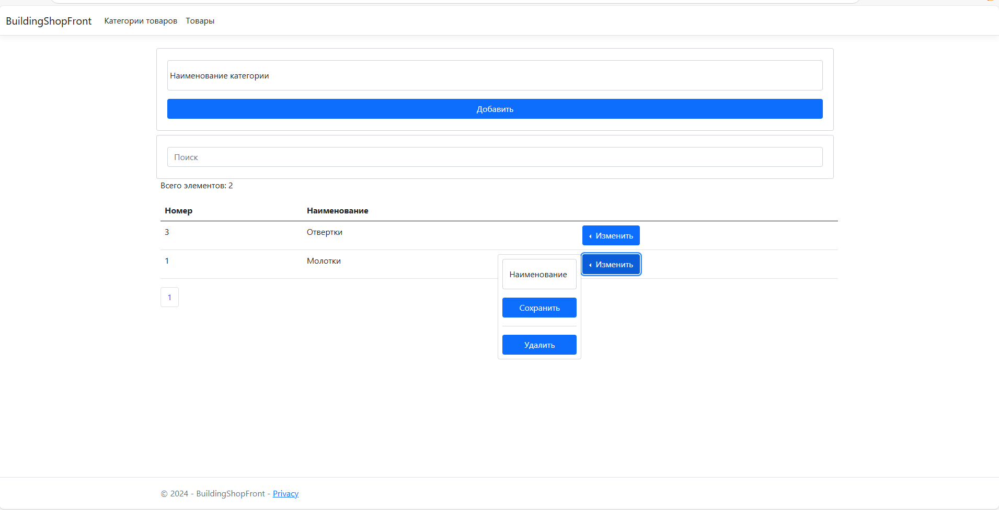 BuildingShopFront Категории товаров Товары
Наименование категории
Добавить
Поиск
Всего элементов: 2
Номер Наименование
3 Отвертки Изменить
1 Молотки Изменить
Наименование
Сохранить
Удалить
1
© 2024 - BuildingShopFront - Privacy